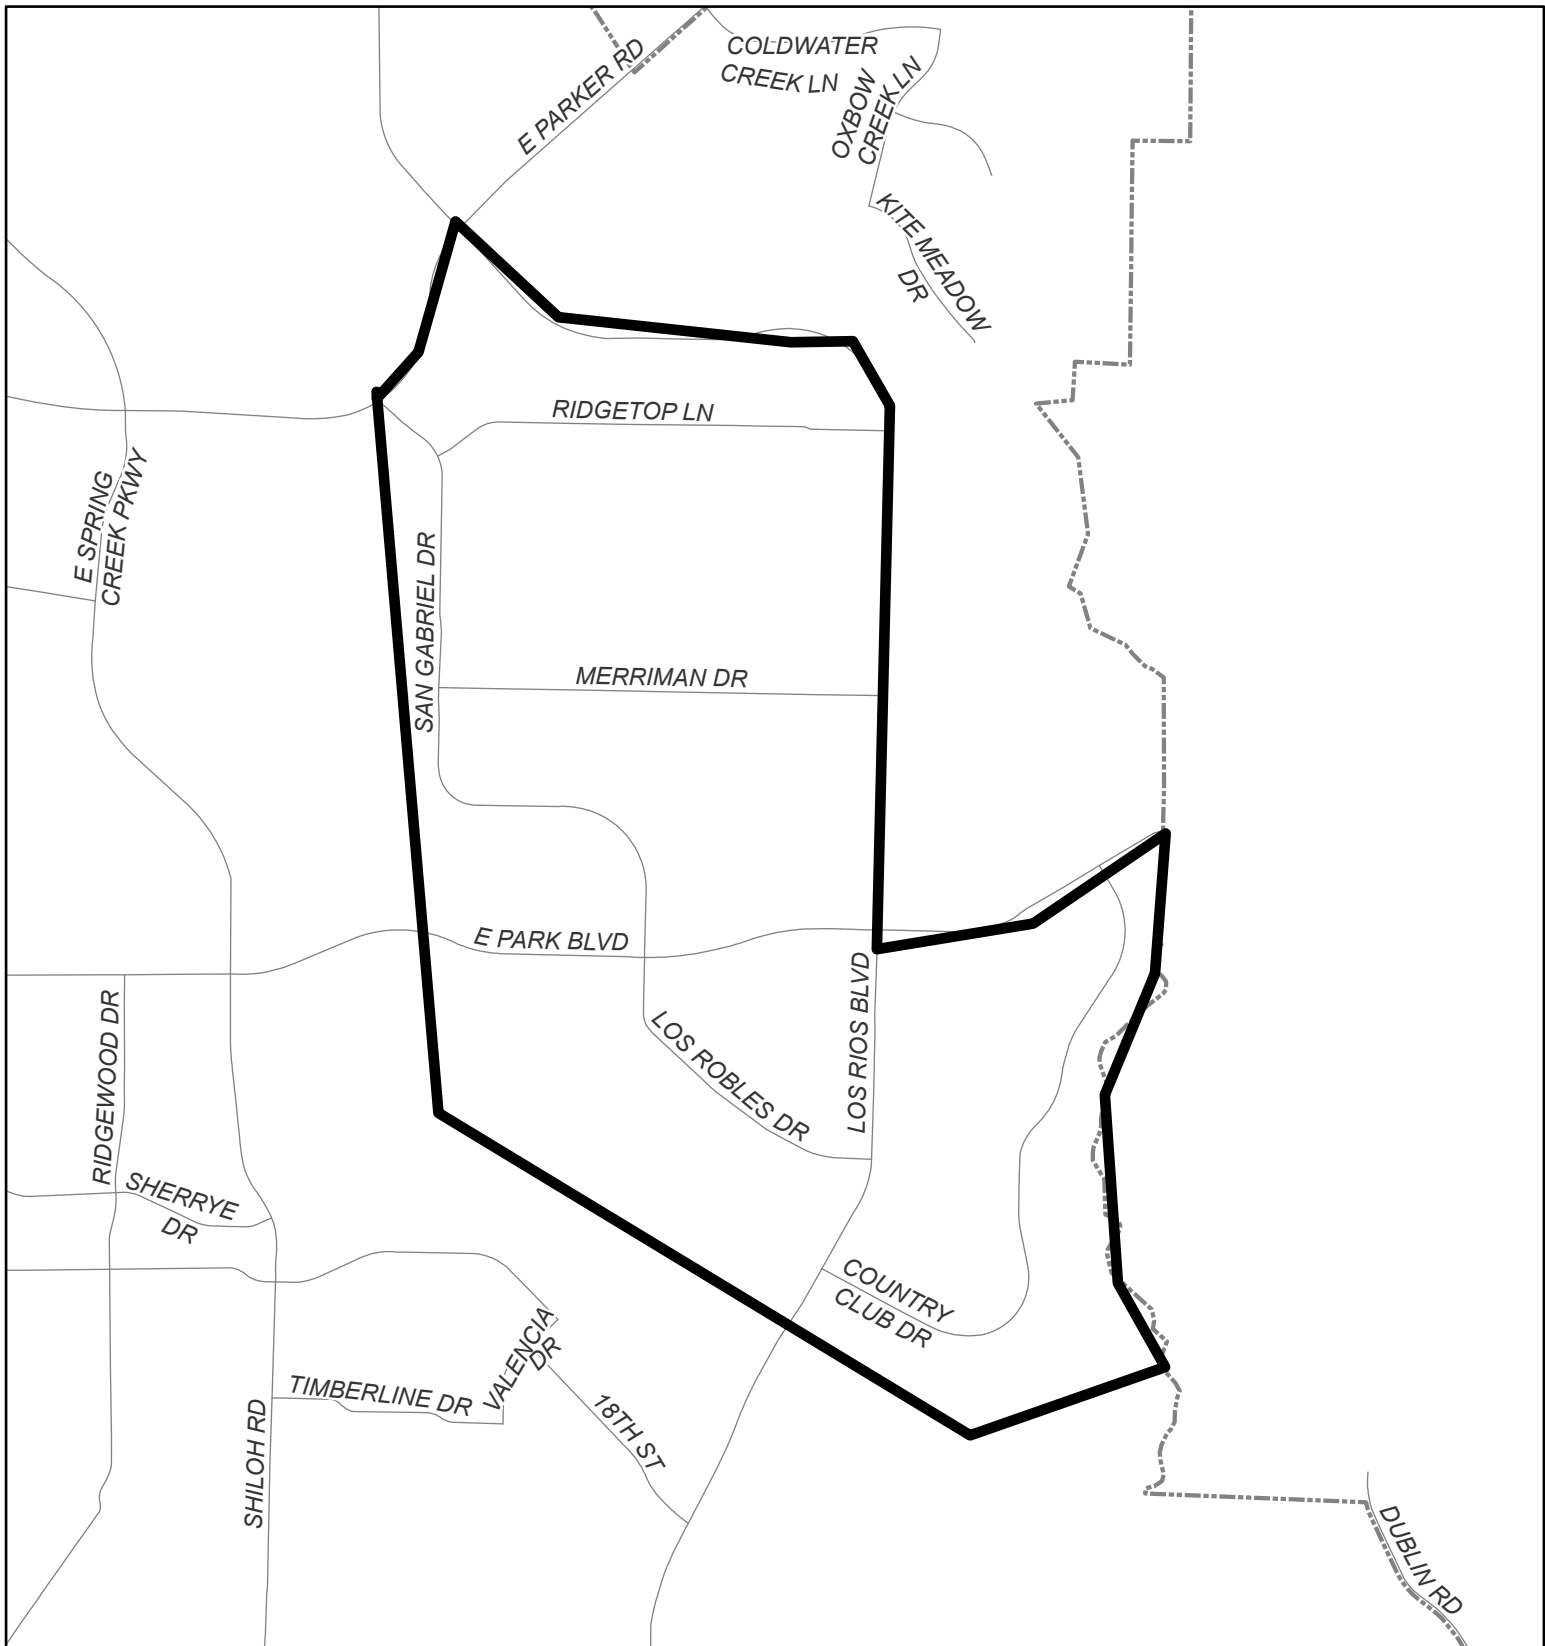 COLDWATER
CREEK LN
E PARKER RD
OXBOW
CREEK LN
KITE MEADOW
DR
RIDGETOP LN
E SPRING
CREEK PKWY
SAN GABRIEL DR
MERRIMAN DR
E PARK BLVD
LOS RIOS BLVD
RIDGEWOOD DR
LOS ROBLES DR
SHERRYE
DR
COUNTRY
CLUB DR
VALENCIA
DR
TIMBERLINE DR
18TH ST
SHILOH RD
DUBLIN RD